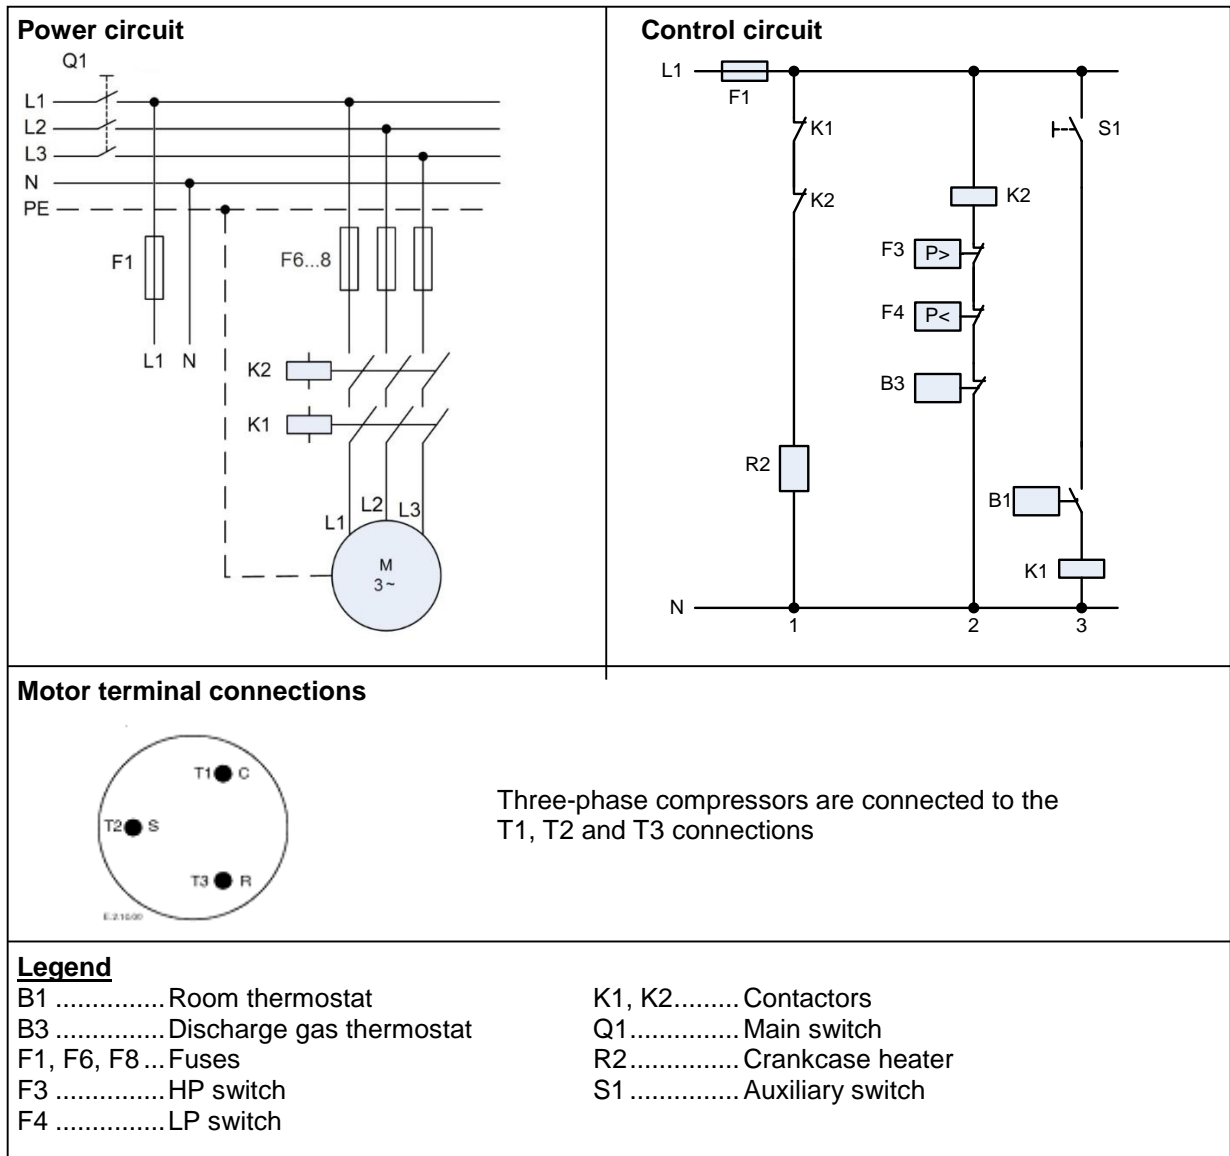 Power circuit
Q1
L1
L2
L3
N
PE
F1
F6...8
L1 N
K2
K1
L1 L2 L3
M
3~
Control circuit
L1
F1
K1
S1
K2
K2
F3 P>
F4 P<
B3
R2
B1
K1
N
1 2 3
Motor terminal connections
T1 C
T2 S
T3 R
Three-phase compressors are connected to the
T1, T2 and T3 connections
Legend
B1 ...............Room thermostat
B3 ...............Discharge gas thermostat
F1, F6, F8...Fuses
F3 ...............HP switch
F4 ...............LP switch
K1, K2.........Contactors
Q1...............Main switch
R2...............Crankcase heater
S1 ...............Auxiliary switch